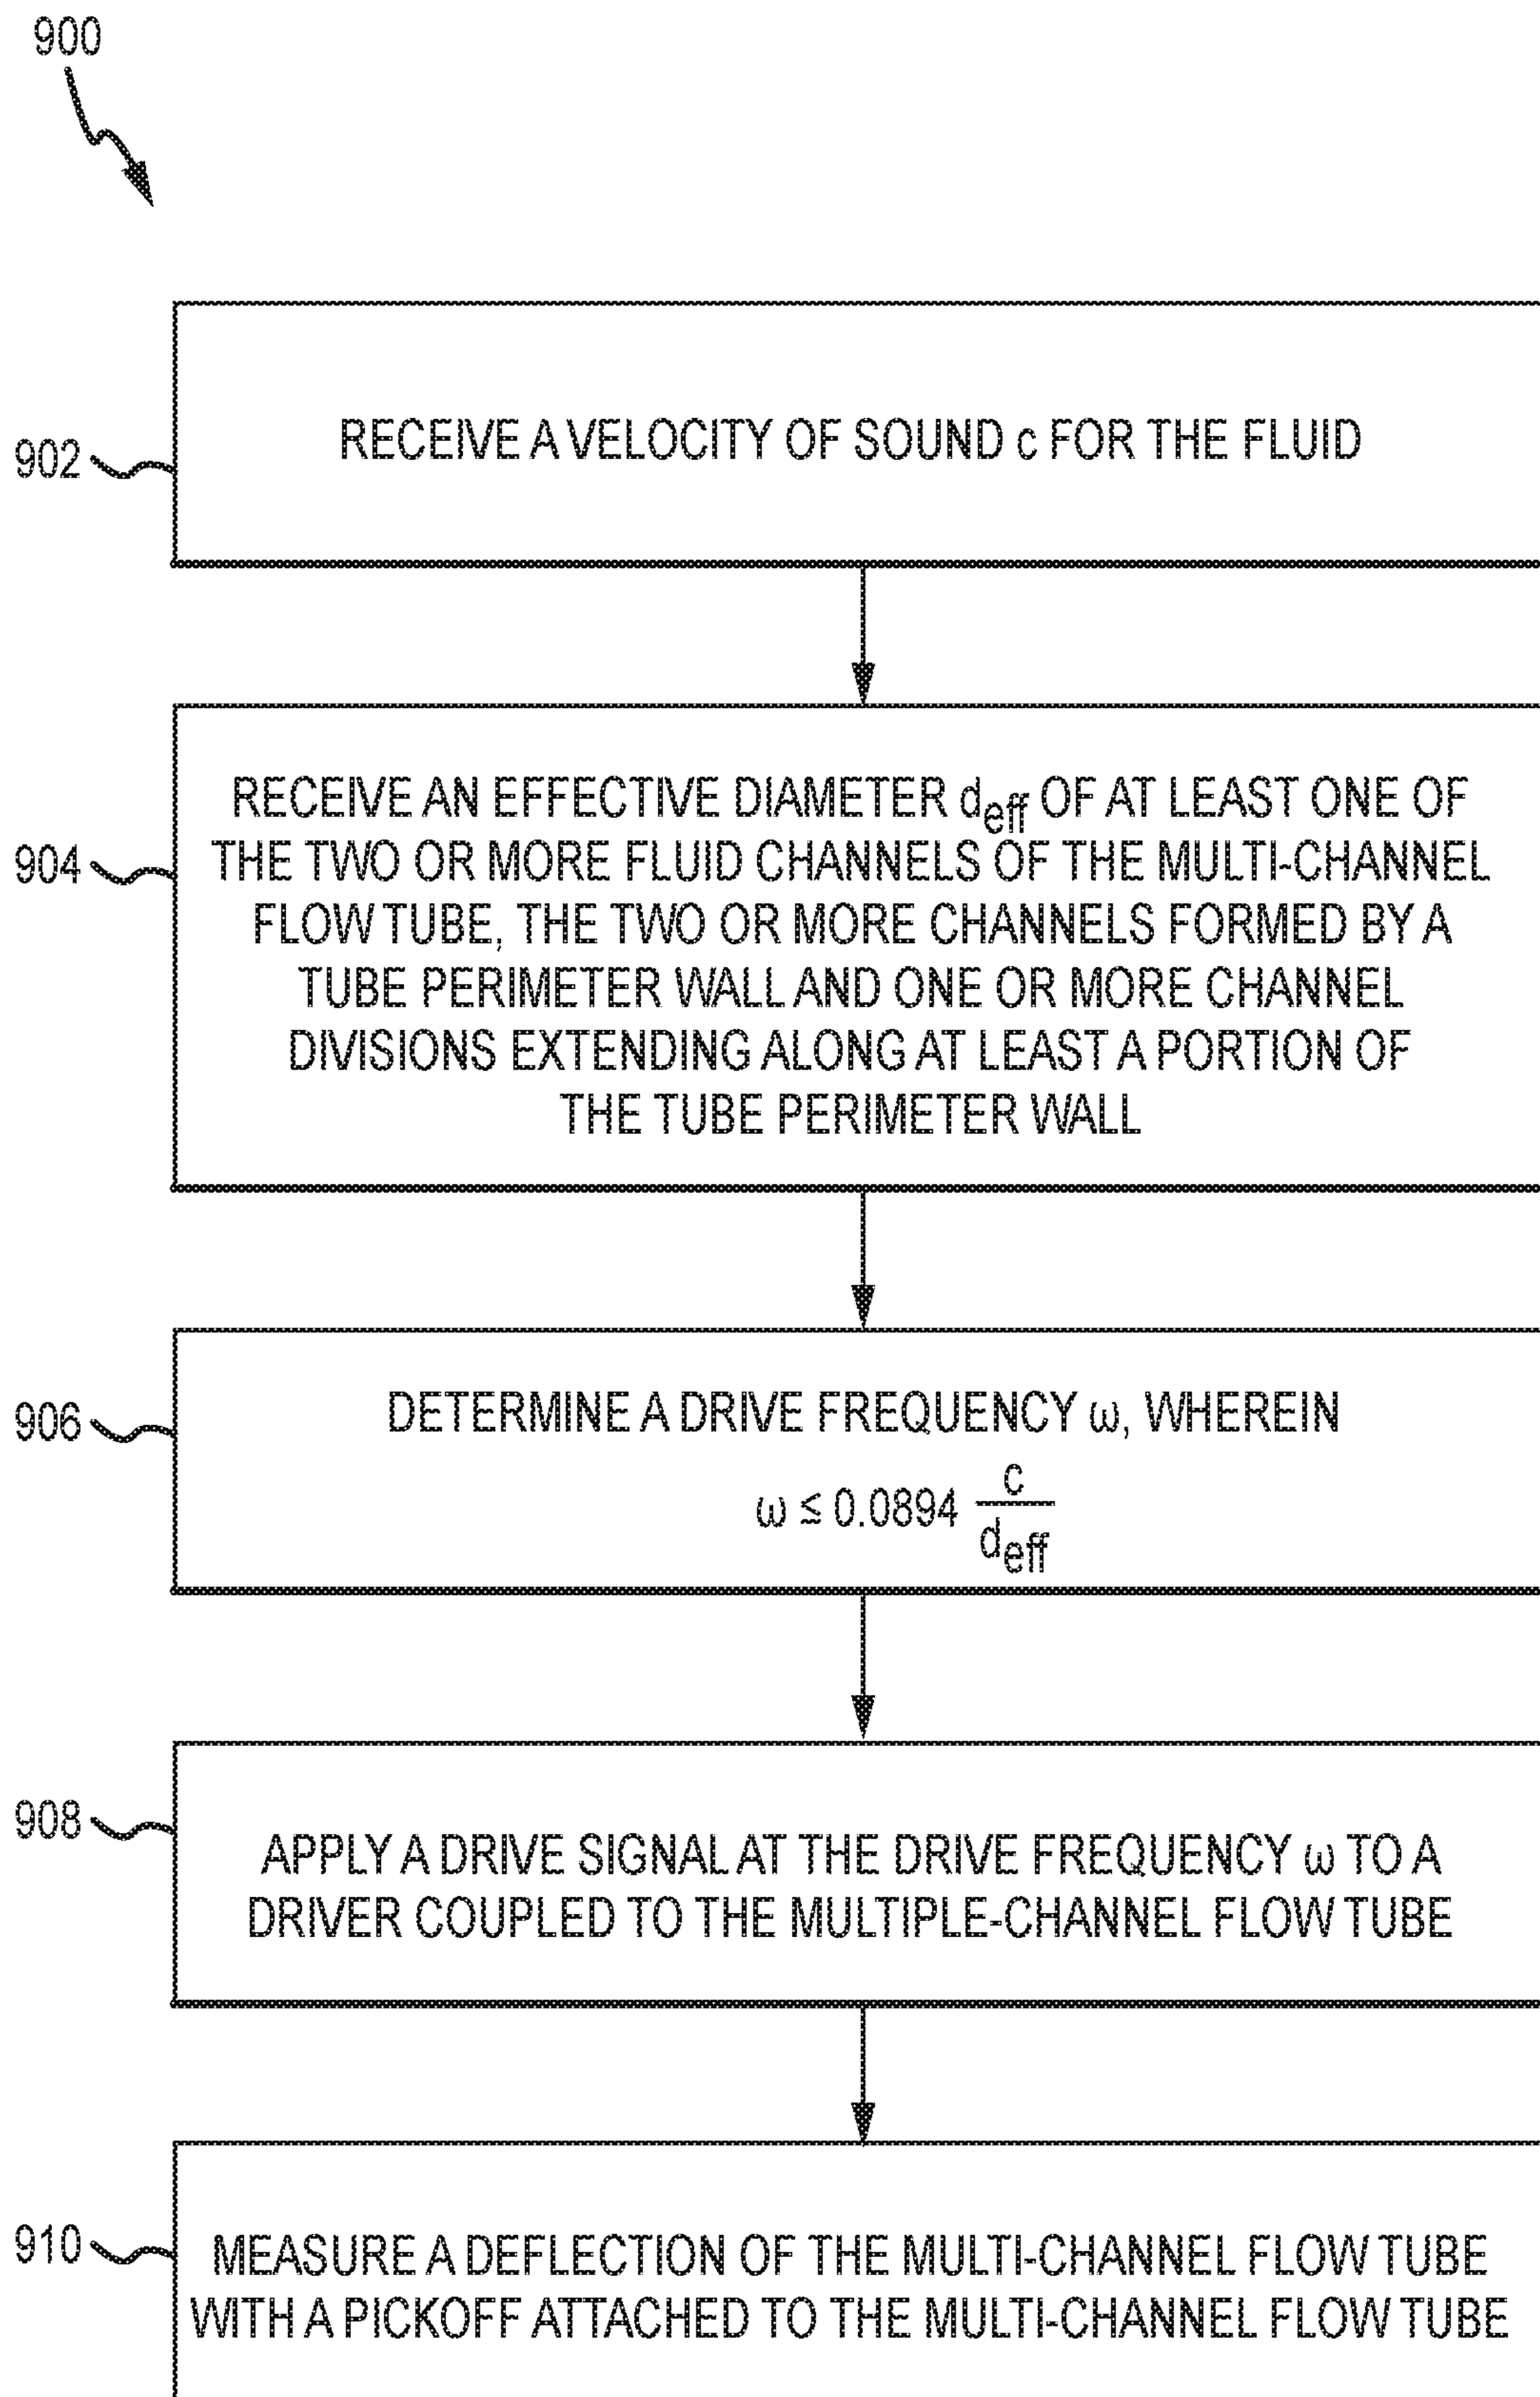 900
902
RECEIVE A VELOCITY OF SOUND c FOR THE FLUID
904
RECEIVE AN EFFECTIVE DIAMETER deff OF AT LEAST ONE OF
THE TWO OR MORE FLUID CHANNELS OF THE MULTI-CHANNEL
FLOW TUBE, THE TWO OR MORE CHANNELS FORMED BY A
TUBE PERIMETER WALL AND ONE OR MORE CHANNEL
DIVISIONS EXTENDING ALONG AT LEAST A PORTION OF
THE TUBE PERIMETER WALL
906
DETERMINE A DRIVE FREQUENCY ω, WHEREIN
ω ≦ 0.0894 c/deff
908
APPLY A DRIVE SIGNAL AT THE DRIVE FREQUENCY ω TO A
DRIVER COUPLED TO THE MULTIPLE-CHANNEL FLOW TUBE
910
MEASURE A DEFLECTION OF THE MULTI-CHANNEL FLOW TUBE
WITH A PICKOFF ATTACHED TO THE MULTI-CHANNEL FLOW TUBE